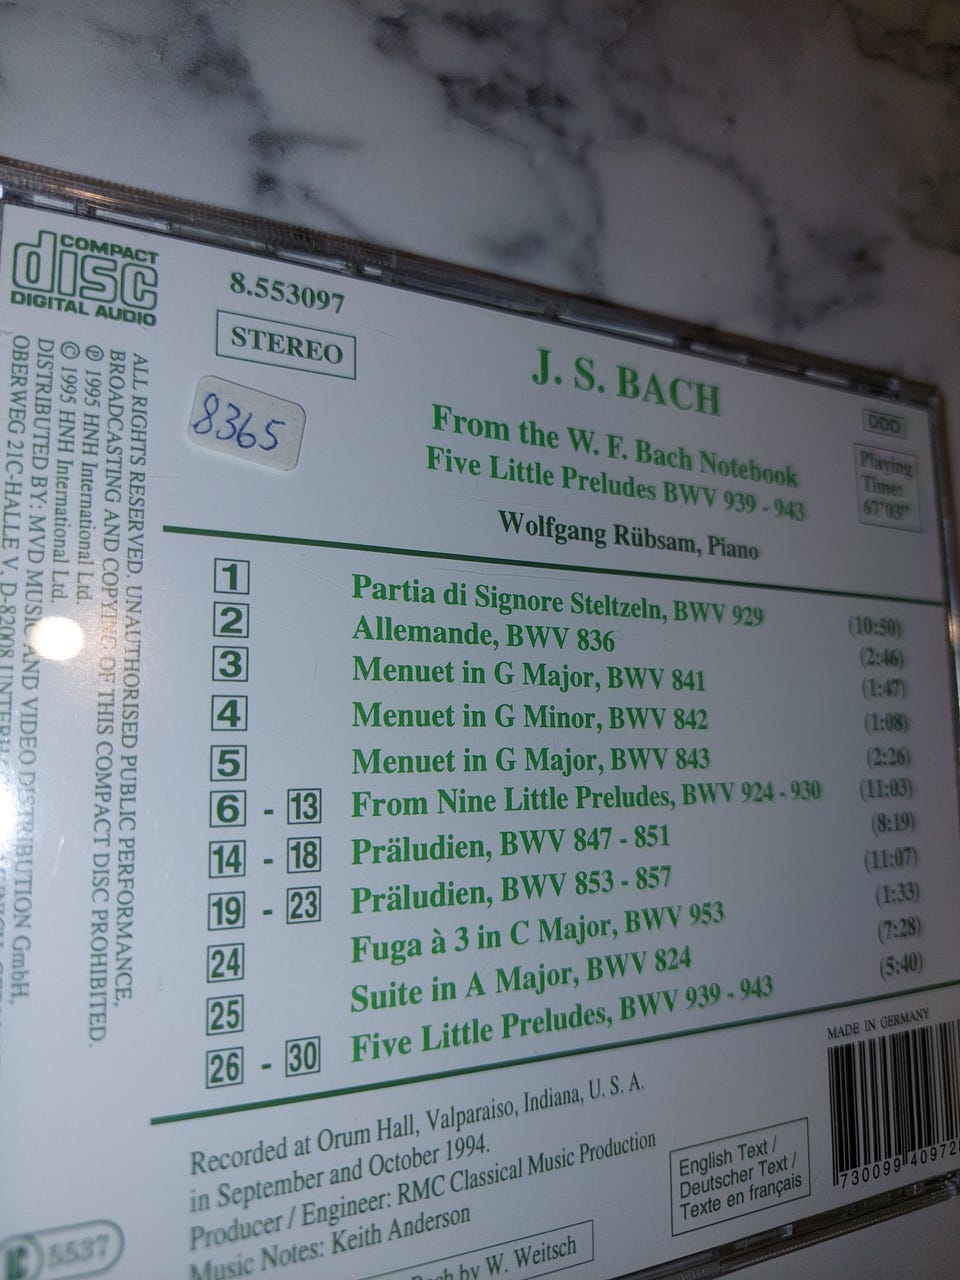 COMPACT
disc
DIGITAL AUDIO
8.553097
STEREO
8365
J. S. BACH
From the W. F. Bach Notebook
Five Little Preludes BWV 939 - 943
Wolfgang Rübsam, Piano
DDD
Playing
Time:
67'03"
1 Partia di Signore Steltzeln, BWV 929 (10:50)
2 Allemande, BWV 836 (2:46)
3 Menuet in G Major, BWV 841 (1:47)
4 Menuet in G Minor, BWV 842 (1:08)
5 Menuet in G Major, BWV 843 (2:26)
6 - 13 From Nine Little Preludes, BWV 924 - 930 (11:03)
14 - 18 Präludien, BWV 847 - 851 (8:19)
19 - 23 Präludien, BWV 853 - 857 (11:07)
24 Fuga à 3 in C Major, BWV 953 (1:33)
25 Suite in A Major, BWV 824 (7:28)
26 - 30 Five Little Preludes, BWV 939 - 943 (5:40)
Recorded at Orum Hall, Valparaiso, Indiana, U. S. A.
in September and October 1994.
Producer / Engineer: RMC Classical Music Production
Music Notes: Keith Anderson
by W. Weitsch
English Text /
Deutscher Text /
Texte en français
MADE IN GERMANY
730099 40972
5537
ALL RIGHTS RESERVED. UNAUTHORISED PUBLIC PERFORMANCE,
BROADCASTING AND COPYING OF THIS COMPACT DISC PROHIBITED.
℗ 1995 HNH International Ltd.
© 1995 HNH International Ltd.
DISTRIBUTED BY: MVD MUSIC AND VIDEO DISTRIBUTION GmbH,
OBERWEG 21C-HALLE V, D-82008